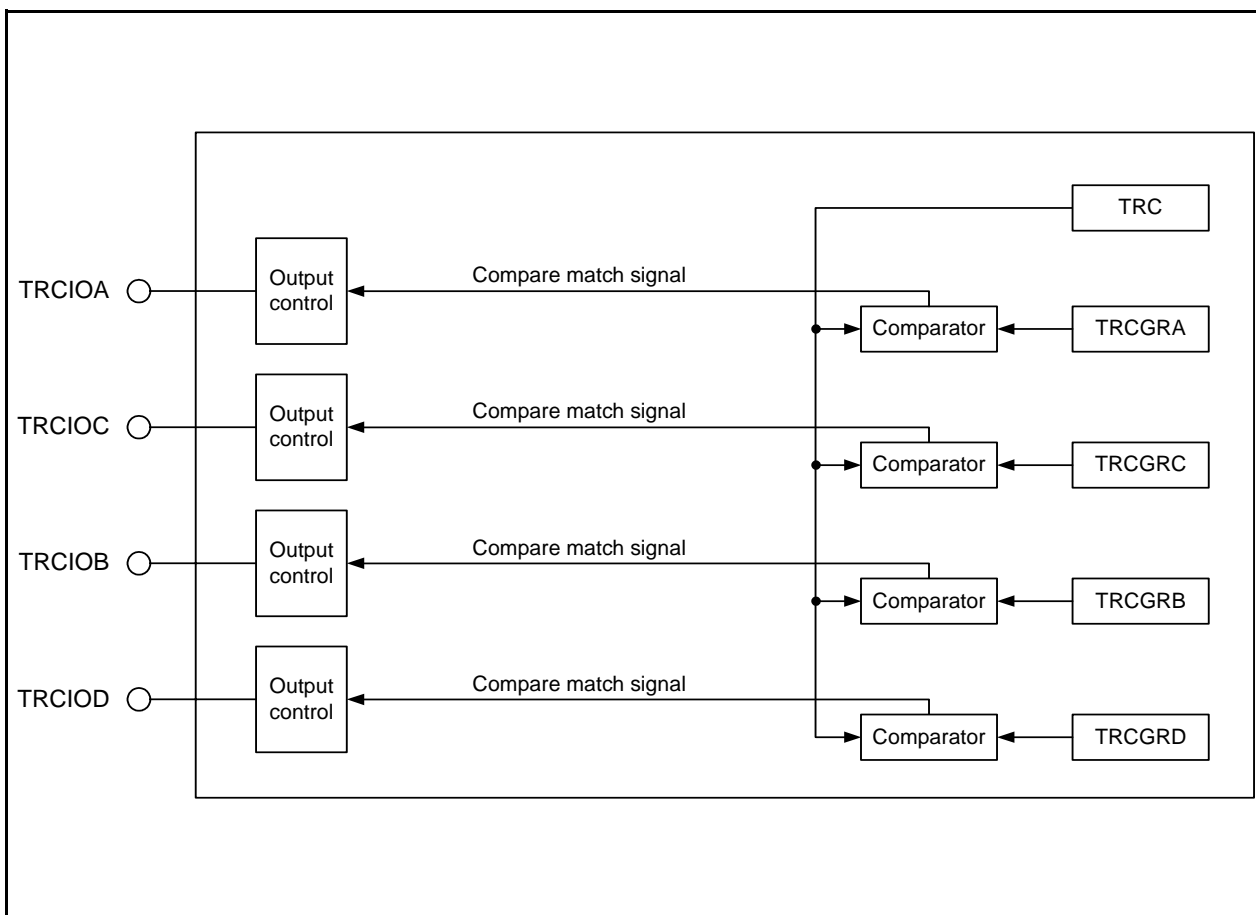 TRC
TRCIOA
Output
control
Compare match signal
Comparator
TRCGRA
TRCIOC
Output
control
Compare match signal
Comparator
TRCGRC
TRCIOB
Output
control
Compare match signal
Comparator
TRCGRB
TRCIOD
Output
control
Compare match signal
Comparator
TRCGRD